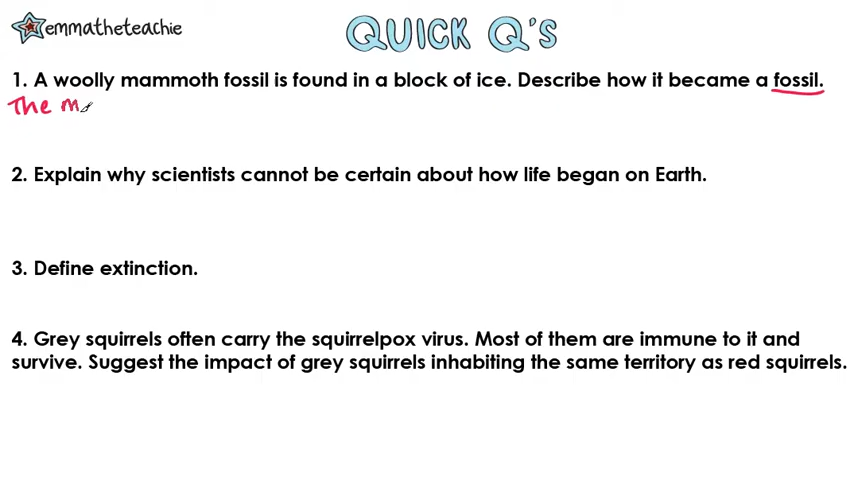 emmatheteachie
QUICK Q'S
1. A woolly mammoth fossil is found in a block of ice. Describe how it became a fossil.
The m
2. Explain why scientists cannot be certain about how life began on Earth.
3. Define extinction.
4. Grey squirrels often carry the squirrelpox virus. Most of them are immune to it and
survive. Suggest the impact of grey squirrels inhabiting the same territory as red squirrels.